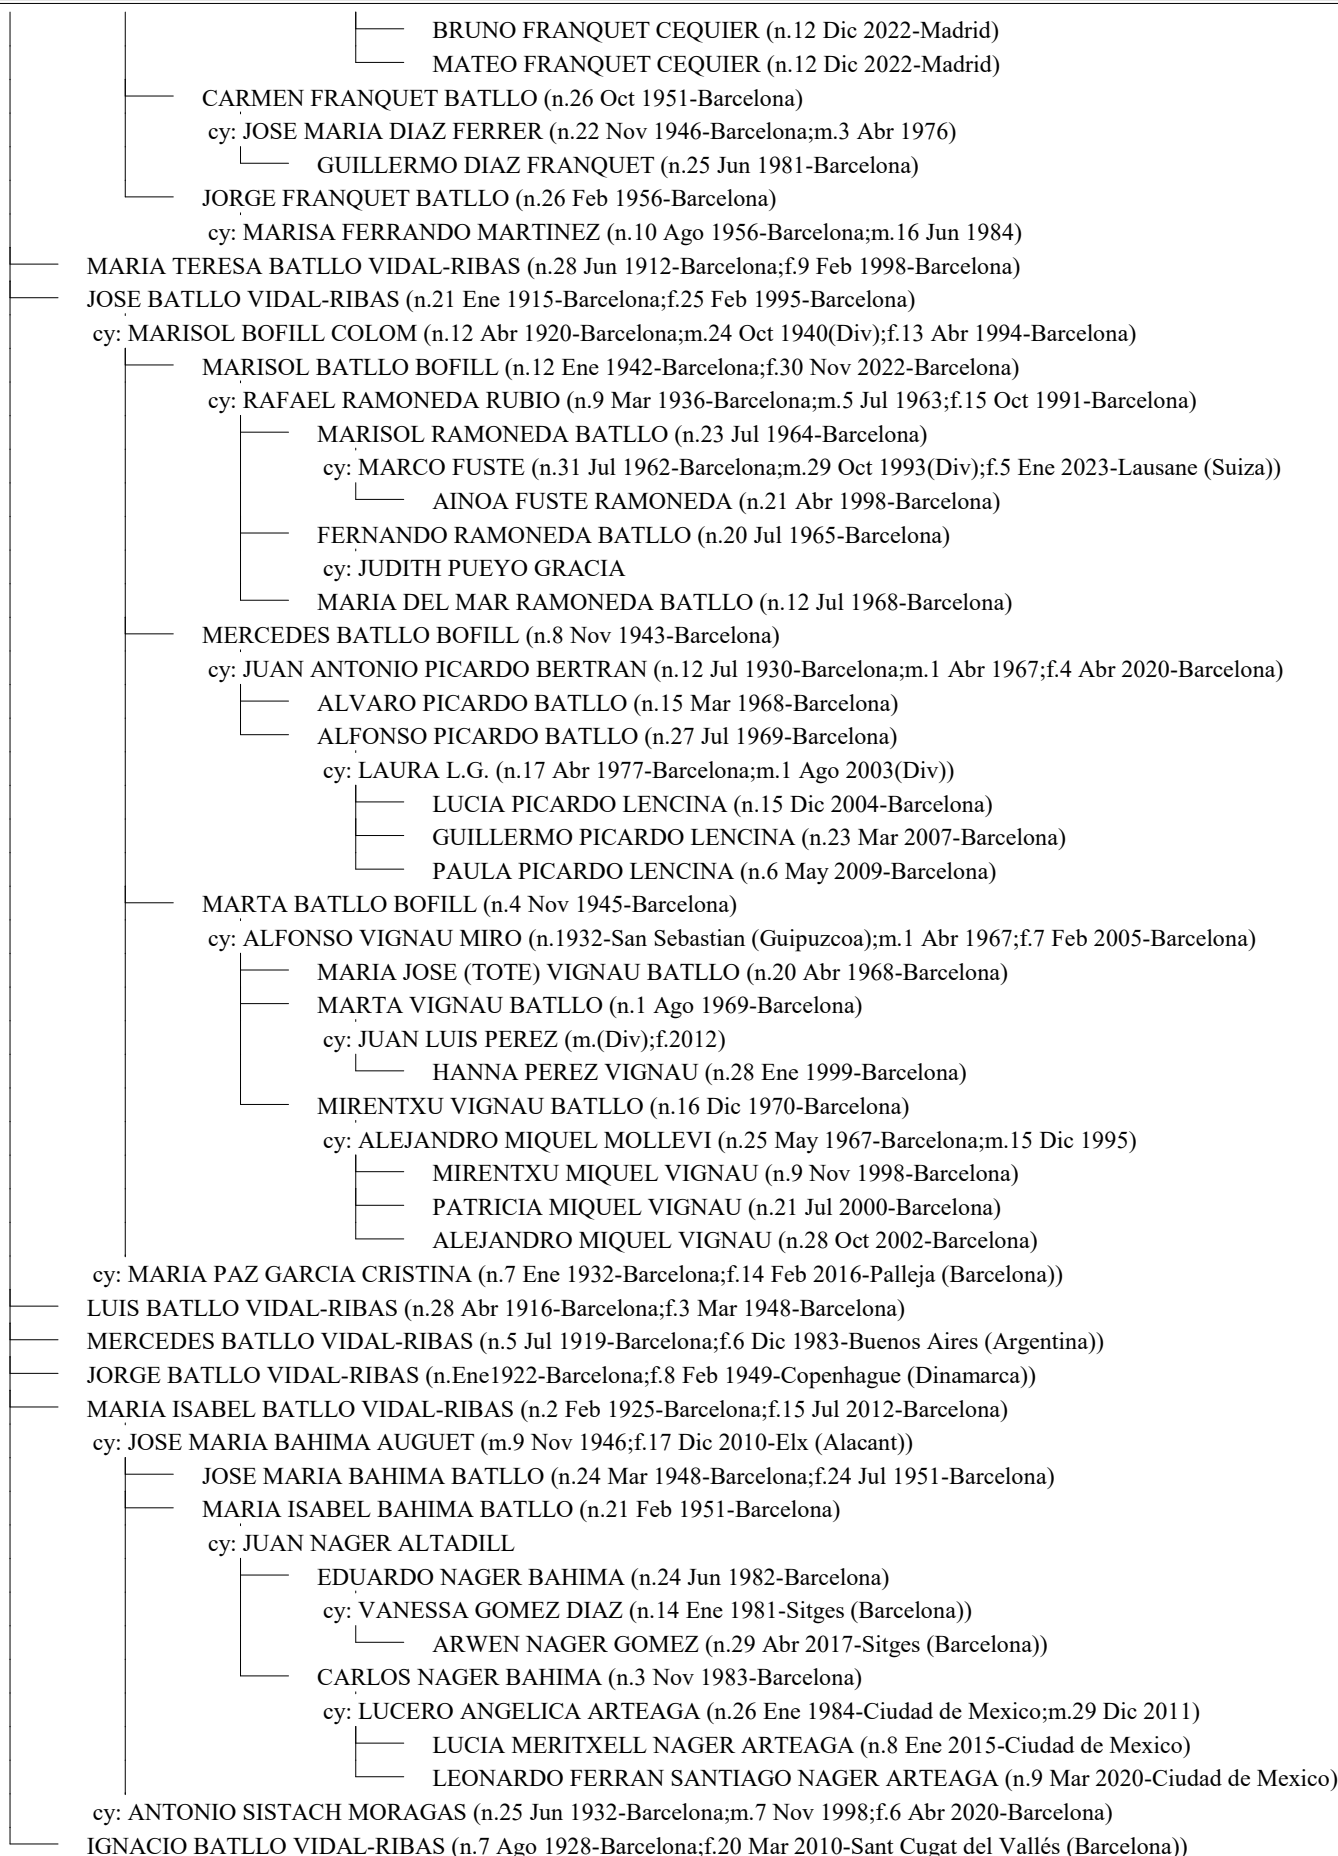 BRUNO FRANQUET CEQUIER (n.12 Dic 2022-Madrid)
MATEO FRANQUET CEQUIER (n.12 Dic 2022-Madrid)
CARMEN FRANQUET BATLLO (n.26 Oct 1951-Barcelona)
cy: JOSE MARIA DIAZ FERRER (n.22 Nov 1946-Barcelona;m.3 Abr 1976)
GUILLERMO DIAZ FRANQUET (n.25 Jun 1981-Barcelona)
JORGE FRANQUET BATLLO (n.26 Feb 1956-Barcelona)
cy: MARISA FERRANDO MARTINEZ (n.10 Ago 1956-Barcelona;m.16 Jun 1984)
MARIA TERESA BATLLO VIDAL-RIBAS (n.28 Jun 1912-Barcelona;f.9 Feb 1998-Barcelona)
JOSE BATLLO VIDAL-RIBAS (n.21 Ene 1915-Barcelona;f.25 Feb 1995-Barcelona)
cy: MARISOL BOFILL COLOM (n.12 Abr 1920-Barcelona;m.24 Oct 1940(Div);f.13 Abr 1994-Barcelona)
MARISOL BATLLO BOFILL (n.12 Ene 1942-Barcelona;f.30 Nov 2022-Barcelona)
cy: RAFAEL RAMONEDA RUBIO (n.9 Mar 1936-Barcelona;m.5 Jul 1963;f.15 Oct 1991-Barcelona)
MARISOL RAMONEDA BATLLO (n.23 Jul 1964-Barcelona)
cy: MARCO FUSTE (n.31 Jul 1962-Barcelona;m.29 Oct 1993(Div);f.5 Ene 2023-Lausane (Suiza))
AINOA FUSTE RAMONEDA (n.21 Abr 1998-Barcelona)
FERNANDO RAMONEDA BATLLO (n.20 Jul 1965-Barcelona)
cy: JUDITH PUEYO GRACIA
MARIA DEL MAR RAMONEDA BATLLO (n.12 Jul 1968-Barcelona)
MERCEDES BATLLO BOFILL (n.8 Nov 1943-Barcelona)
cy: JUAN ANTONIO PICARDO BERTRAN (n.12 Jul 1930-Barcelona;m.1 Abr 1967;f.4 Abr 2020-Barcelona)
ALVARO PICARDO BATLLO (n.15 Mar 1968-Barcelona)
ALFONSO PICARDO BATLLO (n.27 Jul 1969-Barcelona)
cy: LAURA L.G. (n.17 Abr 1977-Barcelona;m.1 Ago 2003(Div))
LUCIA PICARDO LENCINA (n.15 Dic 2004-Barcelona)
GUILLERMO PICARDO LENCINA (n.23 Mar 2007-Barcelona)
PAULA PICARDO LENCINA (n.6 May 2009-Barcelona)
MARTA BATLLO BOFILL (n.4 Nov 1945-Barcelona)
cy: ALFONSO VIGNAU MIRO (n.1932-San Sebastian (Guipuzcoa);m.1 Abr 1967;f.7 Feb 2005-Barcelona)
MARIA JOSE (TOTE) VIGNAU BATLLO (n.20 Abr 1968-Barcelona)
MARTA VIGNAU BATLLO (n.1 Ago 1969-Barcelona)
cy: JUAN LUIS PEREZ (m.(Div);f.2012)
HANNA PEREZ VIGNAU (n.28 Ene 1999-Barcelona)
MIRENTXU VIGNAU BATLLO (n.16 Dic 1970-Barcelona)
cy: ALEJANDRO MIQUEL MOLLEVI (n.25 May 1967-Barcelona;m.15 Dic 1995)
MIRENTXU MIQUEL VIGNAU (n.9 Nov 1998-Barcelona)
PATRICIA MIQUEL VIGNAU (n.21 Jul 2000-Barcelona)
ALEJANDRO MIQUEL VIGNAU (n.28 Oct 2002-Barcelona)
cy: MARIA PAZ GARCIA CRISTINA (n.7 Ene 1932-Barcelona;f.14 Feb 2016-Palleja (Barcelona))
LUIS BATLLO VIDAL-RIBAS (n.28 Abr 1916-Barcelona;f.3 Mar 1948-Barcelona)
MERCEDES BATLLO VIDAL-RIBAS (n.5 Jul 1919-Barcelona;f.6 Dic 1983-Buenos Aires (Argentina))
JORGE BATLLO VIDAL-RIBAS (n.Ene1922-Barcelona;f.8 Feb 1949-Copenhague (Dinamarca))
MARIA ISABEL BATLLO VIDAL-RIBAS (n.2 Feb 1925-Barcelona;f.15 Jul 2012-Barcelona)
cy: JOSE MARIA BAHIMA AUGUET (m.9 Nov 1946;f.17 Dic 2010-Elx (Alacant))
JOSE MARIA BAHIMA BATLLO (n.24 Mar 1948-Barcelona;f.24 Jul 1951-Barcelona)
MARIA ISABEL BAHIMA BATLLO (n.21 Feb 1951-Barcelona)
cy: JUAN NAGER ALTADILL
EDUARDO NAGER BAHIMA (n.24 Jun 1982-Barcelona)
cy: VANESSA GOMEZ DIAZ (n.14 Ene 1981-Sitges (Barcelona))
ARWEN NAGER GOMEZ (n.29 Abr 2017-Sitges (Barcelona))
CARLOS NAGER BAHIMA (n.3 Nov 1983-Barcelona)
cy: LUCERO ANGELICA ARTEAGA (n.26 Ene 1984-Ciudad de Mexico;m.29 Dic 2011)
LUCIA MERITXELL NAGER ARTEAGA (n.8 Ene 2015-Ciudad de Mexico)
LEONARDO FERRAN SANTIAGO NAGER ARTEAGA (n.9 Mar 2020-Ciudad de Mexico)
cy: ANTONIO SISTACH MORAGAS (n.25 Jun 1932-Barcelona;m.7 Nov 1998;f.6 Abr 2020-Barcelona)
IGNACIO BATLLO VIDAL-RIBAS (n.7 Ago 1928-Barcelona;f.20 Mar 2010-Sant Cugat del Vallés (Barcelona))